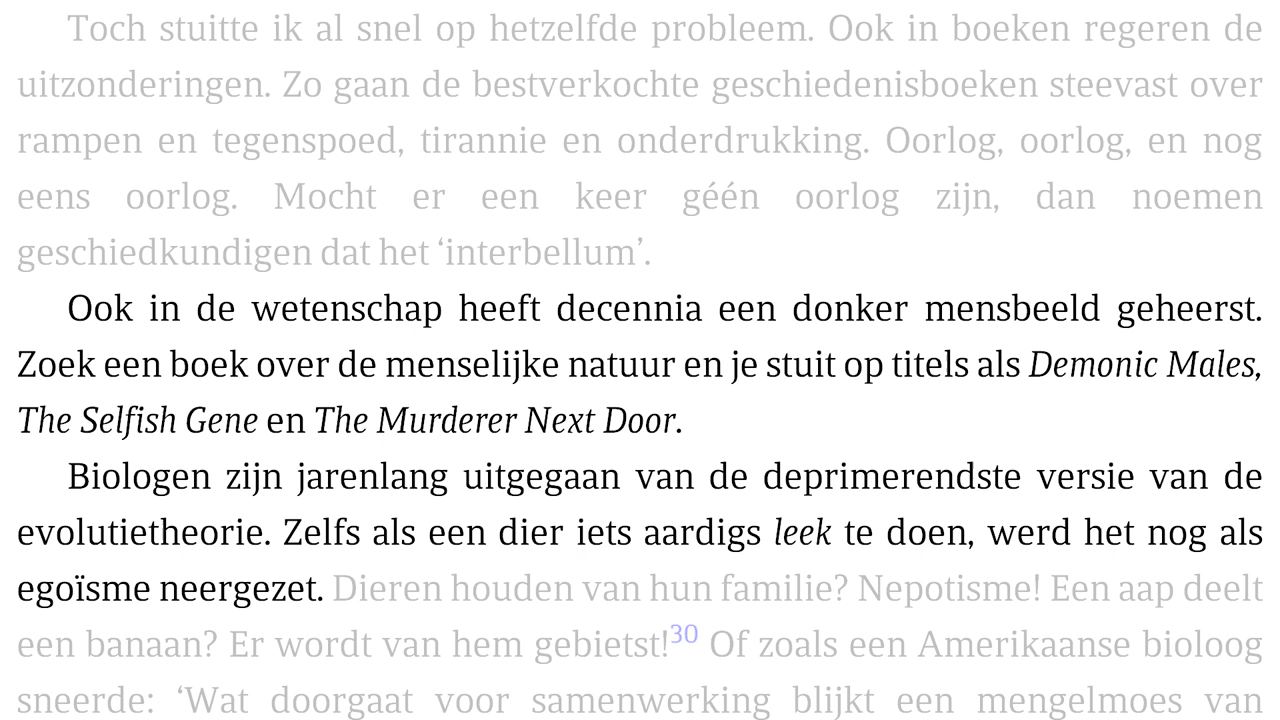 Toch stuitte ik al snel op hetzelfde probleem. Ook in boeken regeren de
uitzonderingen. Zo gaan de bestverkochte geschiedenisboeken steevast over
rampen en tegenspoed, tirannie en onderdrukking. Oorlog, oorlog, en nog
eens oorlog. Mocht er een keer géén oorlog zijn, dan noemen
geschiedkundigen dat het ‘interbellum’.
Ook in de wetenschap heeft decennia een donker mensbeeld geheerst.
Zoek een boek over de menselijke natuur en je stuit op titels als Demonic Males,
The Selfish Gene en The Murderer Next Door.
Biologen zijn jarenlang uitgegaan van de deprimerendste versie van de
evolutietheorie. Zelfs als een dier iets aardigs leek te doen, werd het nog als
egoïsme neergezet. Dieren houden van hun familie? Nepotisme! Een aap deelt
een banaan? Er wordt van hem gebietst!30 Of zoals een Amerikaanse bioloog
sneerde: ‘Wat doorgaat voor samenwerking blijkt een mengelmoes van